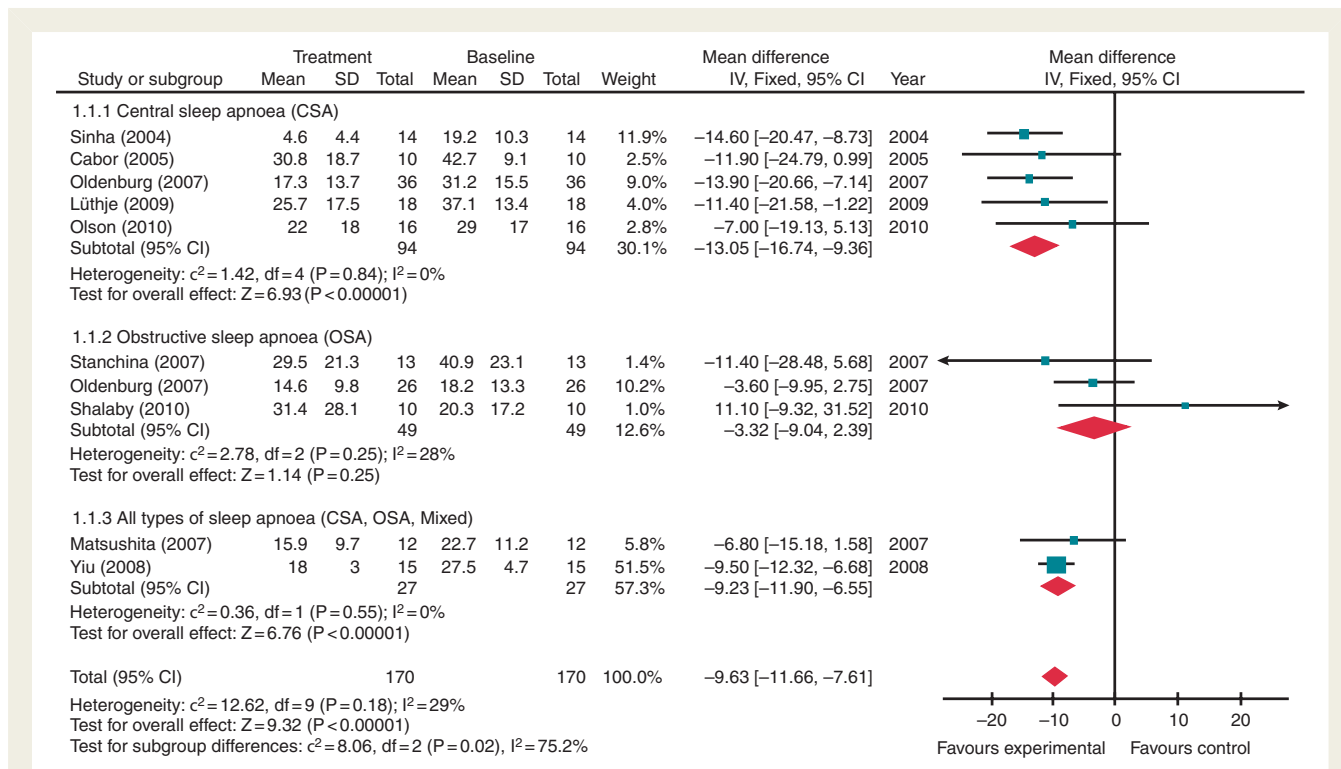 Treatment Baseline Mean difference Mean difference
Study or subgroup Mean SD Total Mean SD Total Weight IV, Fixed, 95% CI Year IV, Fixed, 95% CI
1.1.1 Central sleep apnoea (CSA)
Sinha (2004) 4.6 4.4 14 19.2 10.3 14 11.9% –14.60 [–20.47, –8.73] 2004
Cabor (2005) 30.8 18.7 10 42.7 9.1 10 2.5% –11.90 [–24.79, 0.99] 2005
Oldenburg (2007) 17.3 13.7 36 31.2 15.5 36 9.0% –13.90 [–20.66, –7.14] 2007
Lüthje (2009) 25.7 17.5 18 37.1 13.4 18 4.0% –11.40 [–21.58, –1.22] 2009
Olson (2010) 22 18 16 29 17 16 2.8% –7.00 [–19.13, 5.13] 2010
Subtotal (95% CI) 94 94 30.1% –13.05 [–16.74, –9.36]
Heterogeneity: c²=1.42, df=4 (P=0.84); I²=0%
Test for overall effect: Z=6.93 (P<0.00001)
1.1.2 Obstructive sleep apnoea (OSA)
Stanchina (2007) 29.5 21.3 13 40.9 23.1 13 1.4% –11.40 [–28.48, 5.68] 2007
Oldenburg (2007) 14.6 9.8 26 18.2 13.3 26 10.2% –3.60 [–9.95, 2.75] 2007
Shalaby (2010) 31.4 28.1 10 20.3 17.2 10 1.0% 11.10 [–9.32, 31.52] 2010
Subtotal (95% CI) 49 49 12.6% –3.32 [–9.04, 2.39]
Heterogeneity: c²=2.78, df=2 (P=0.25); I²=28%
Test for overall effect: Z=1.14 (P=0.25)
1.1.3 All types of sleep apnoea (CSA, OSA, Mixed)
Matsushita (2007) 15.9 9.7 12 22.7 11.2 12 5.8% –6.80 [–15.18, 1.58] 2007
Yiu (2008) 18 3 15 27.5 4.7 15 51.5% –9.50 [–12.32, –6.68] 2008
Subtotal (95% CI) 27 27 57.3% –9.23 [–11.90, –6.55]
Heterogeneity: c²=0.36, df=1 (P=0.55); I²=0%
Test for overall effect: Z=6.76 (P<0.00001)
Total (95% CI) 170 170 100.0% –9.63 [–11.66, –7.61]
Heterogeneity: c²=12.62, df=9 (P=0.18); I²=29%
Test for overall effect: Z=9.32 (P<0.00001)
Test for subgroup differences: c²=8.06, df=2 (P=0.02), I²=75.2%
–20 –10 0 10 20
Favours experimental Favours control